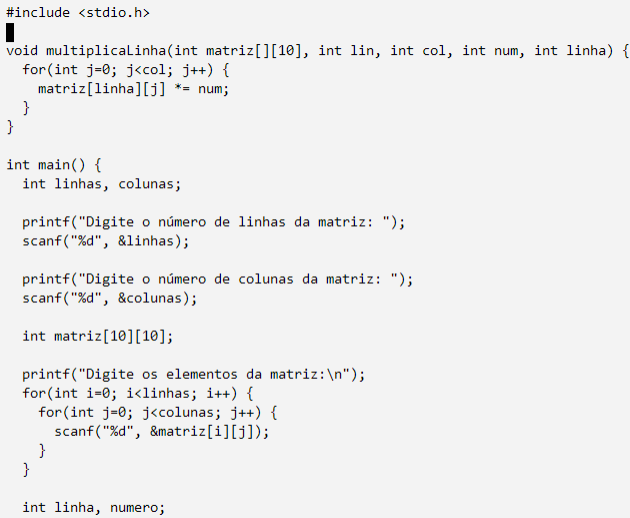 #include <stdio.h>
void multiplicaLinha(int matriz[][10], int lin, int col, int num, int linha) {
  for(int j=0; j<col; j++) {
    matriz[linha][j] *= num;
  }
}

int main() {
  int linhas, colunas;

  printf("Digite o número de linhas da matriz: ");
  scanf("%d", &linhas);

  printf("Digite o número de colunas da matriz: ");
  scanf("%d", &colunas);

  int matriz[10][10];

  printf("Digite os elementos da matriz:\n");
  for(int i=0; i<linhas; i++) {
    for(int j=0; j<colunas; j++) {
      scanf("%d", &matriz[i][j]);
    }
  }

  int linha, numero;